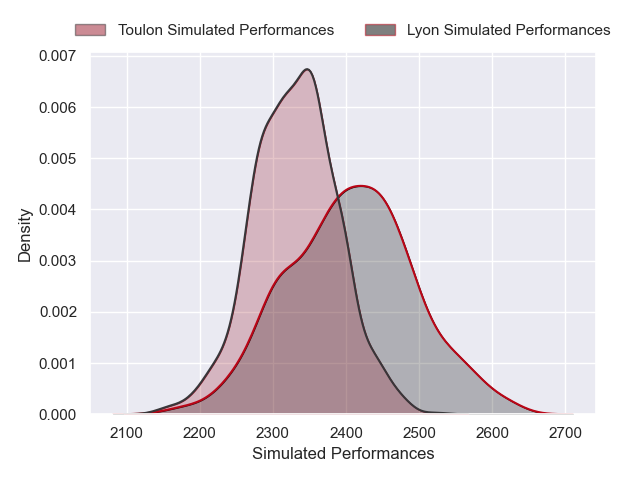 Toulon Simulated Performances Lyon Simulated Performances
0.007
0.006
0.005
0.004
0.003
0.002
0.001
0.000
Density
2100 2200 2300 2400 2500 2600 2700
Simulated Performances